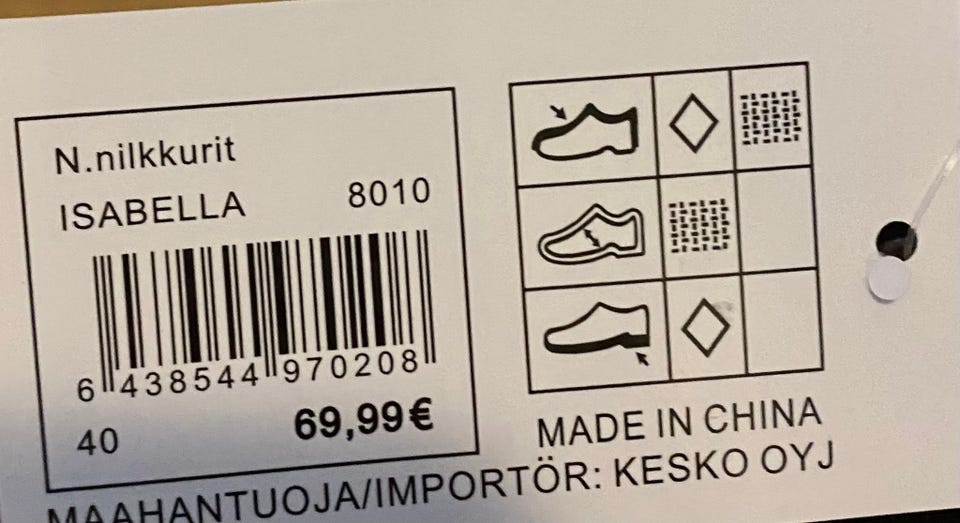 N.nilkkurit
ISABELLA 8010
6 438544 970208
40 69,99€
MADE IN CHINA
MAAHANTUOJA/IMPORTÖR: KESKO OYJ